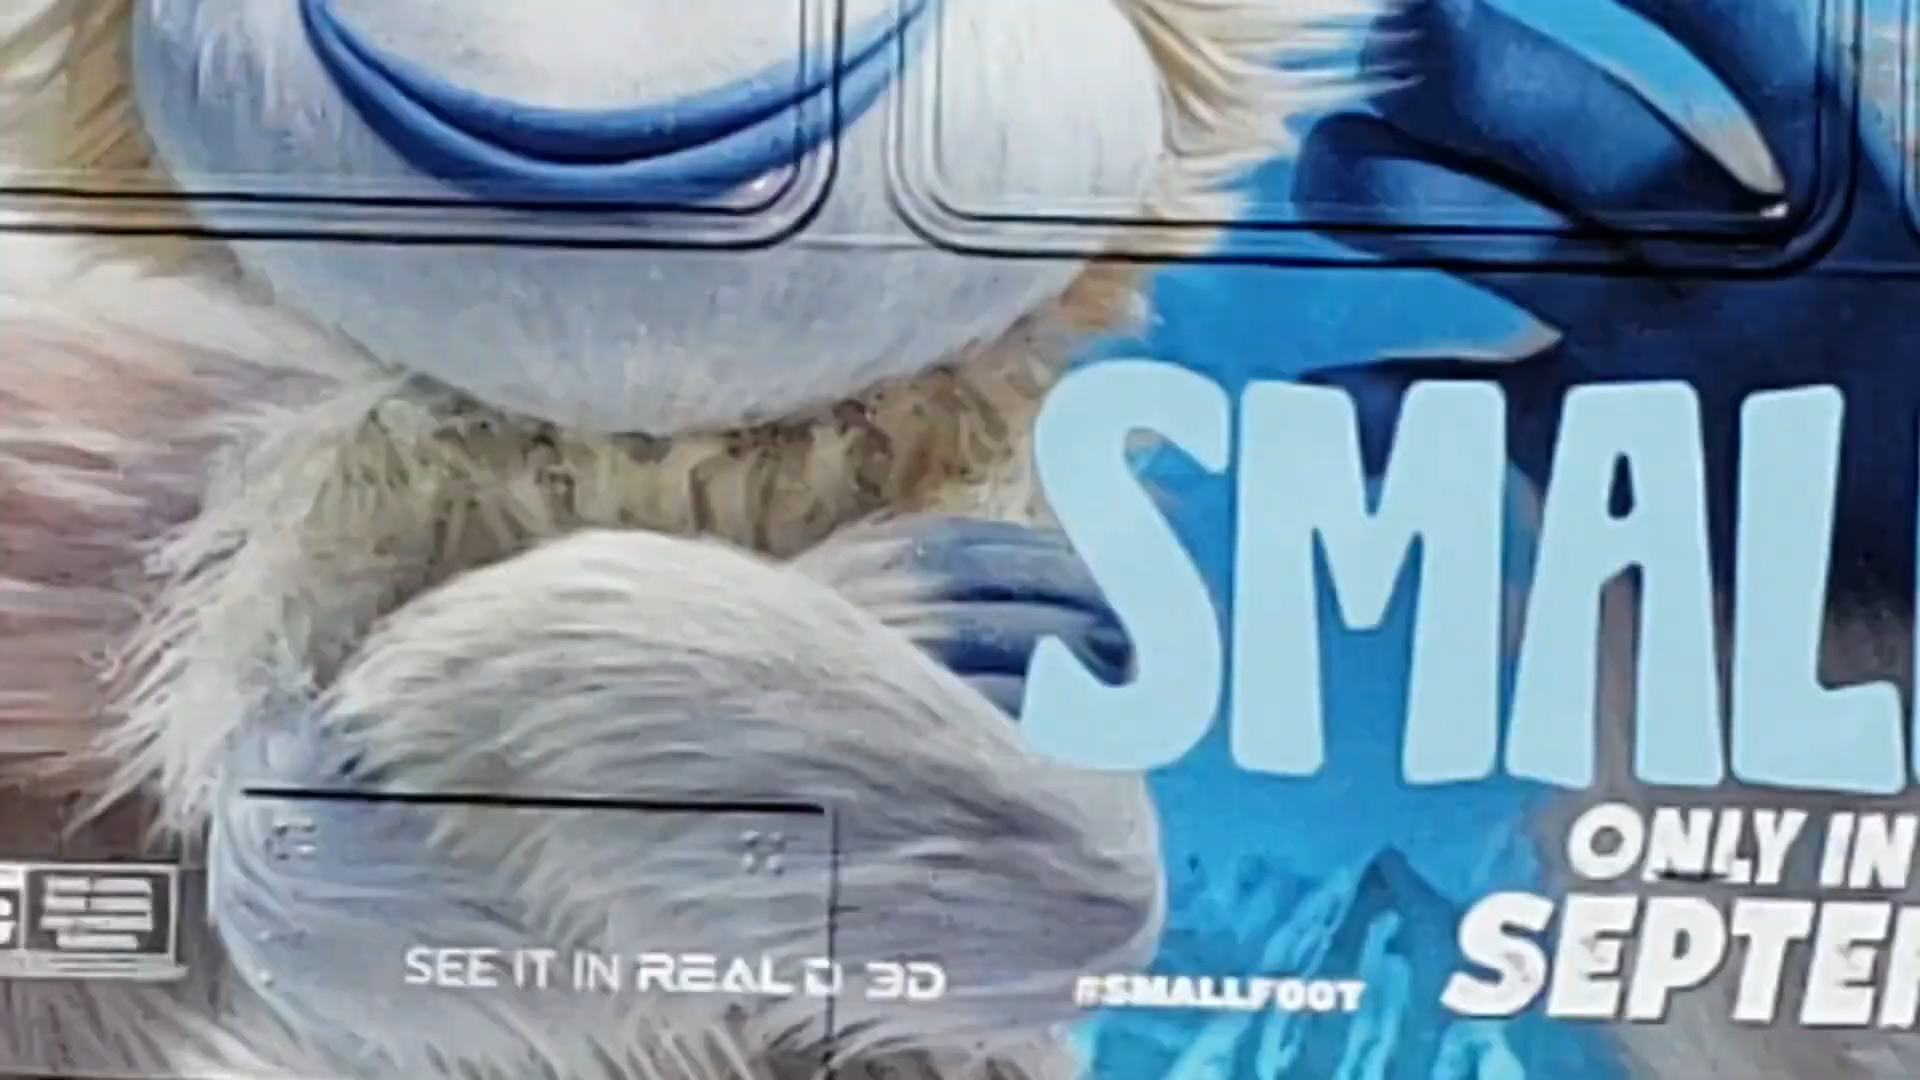 SMAL
ONLY IN
SEPTE
SEE IT IN REAL D 3D
#SMALLFOOT